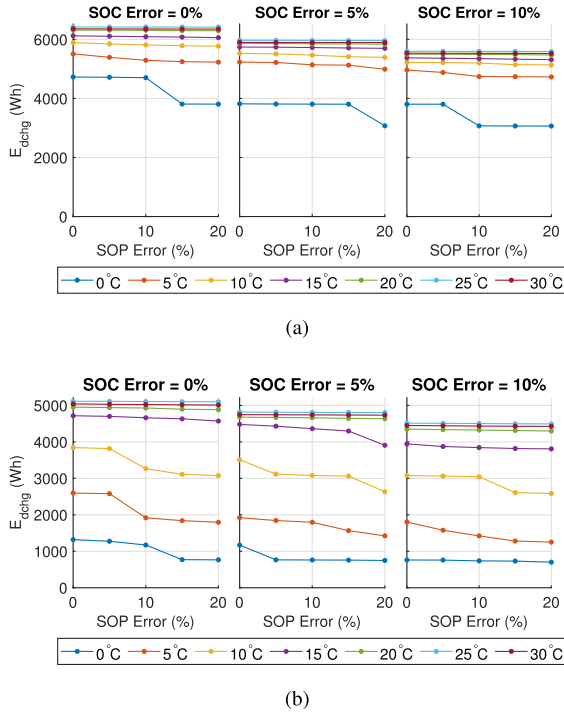 SOC Error = 0% SOC Error = 5% SOC Error = 10%
6000
4000
2000
0
E_dchg (Wh)
0 10 20 0 10 20 0 10 20
SOP Error (%) SOP Error (%) SOP Error (%)
0°C 5°C 10°C 15°C 20°C 25°C 30°C
(a)
SOC Error = 0% SOC Error = 5% SOC Error = 10%
5000
4000
3000
2000
1000
0
E_dchg (Wh)
0 10 20 0 10 20 0 10 20
SOP Error (%) SOP Error (%) SOP Error (%)
0°C 5°C 10°C 15°C 20°C 25°C 30°C
(b)